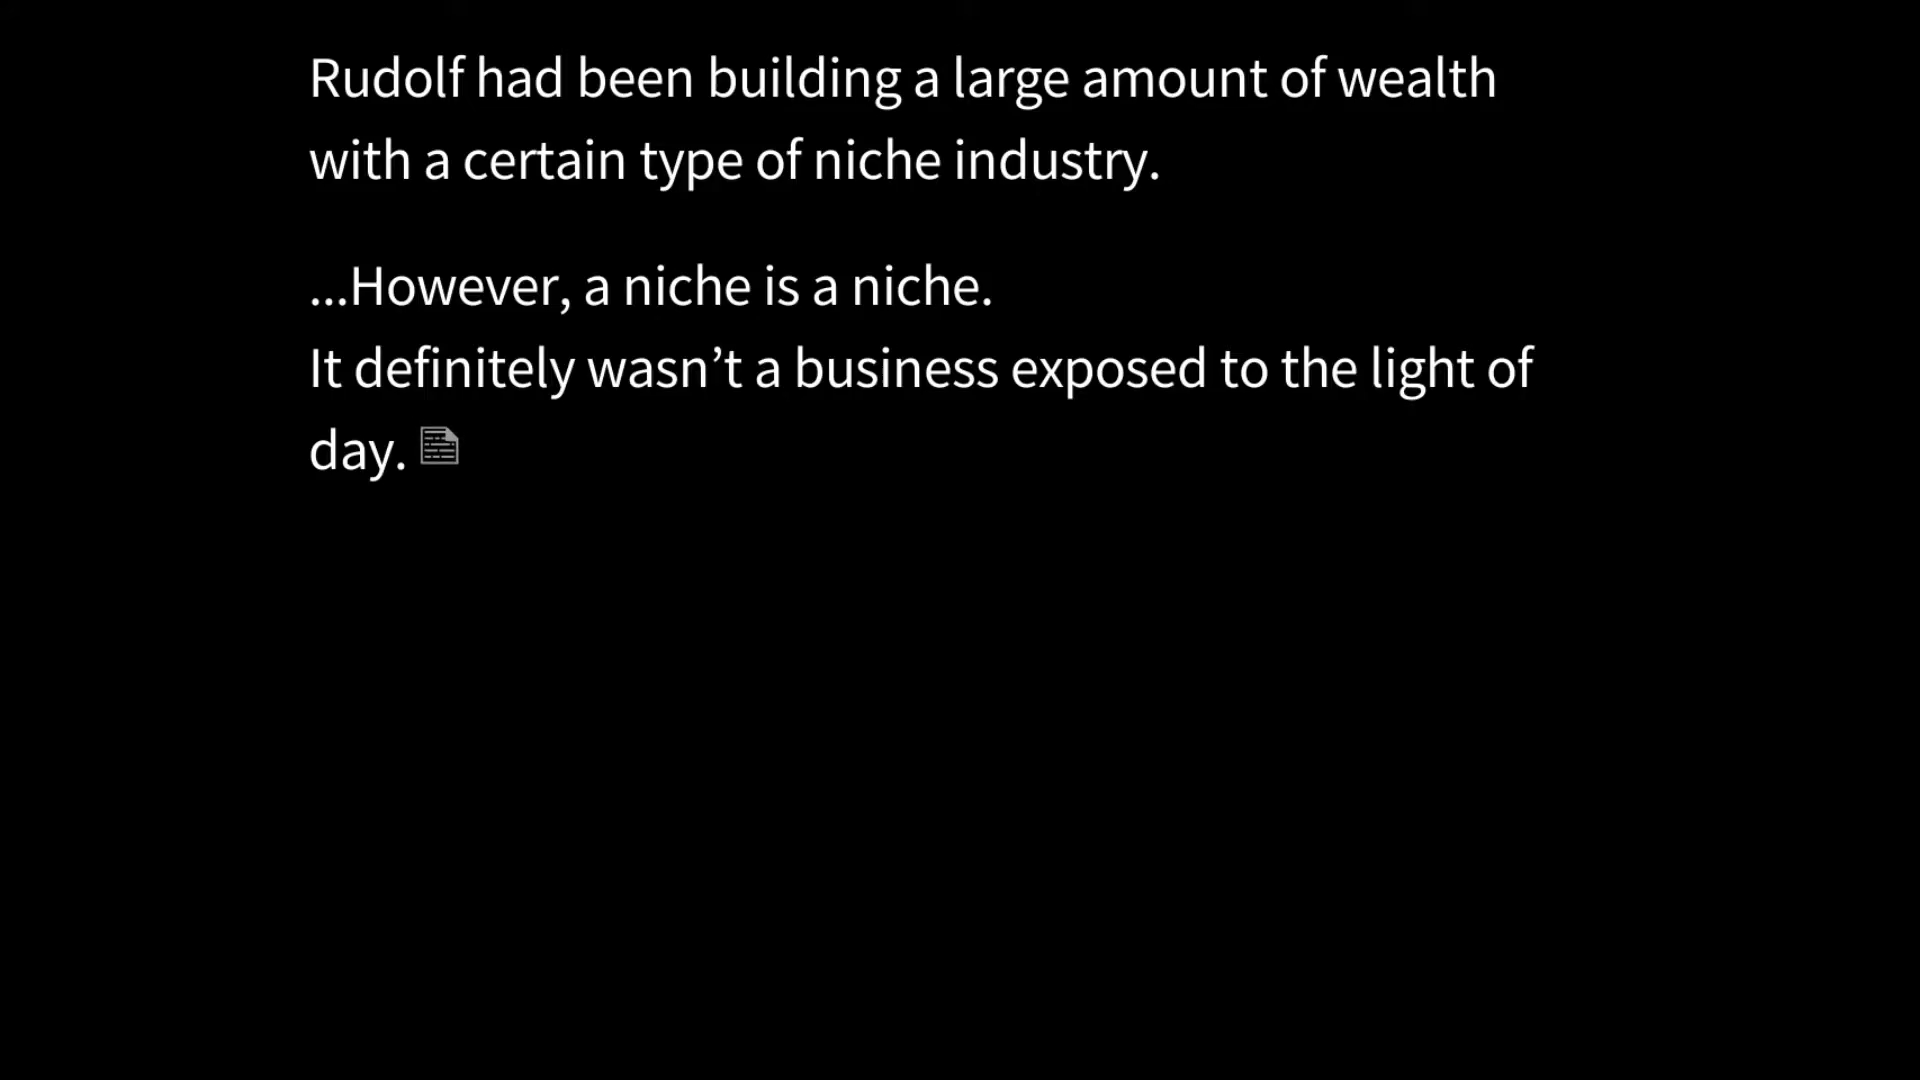 Rudolf had been building a large amount of wealth
with a certain type of niche industry.
...However, a niche is a niche.
It definitely wasn’t a business exposed to the light of
day.